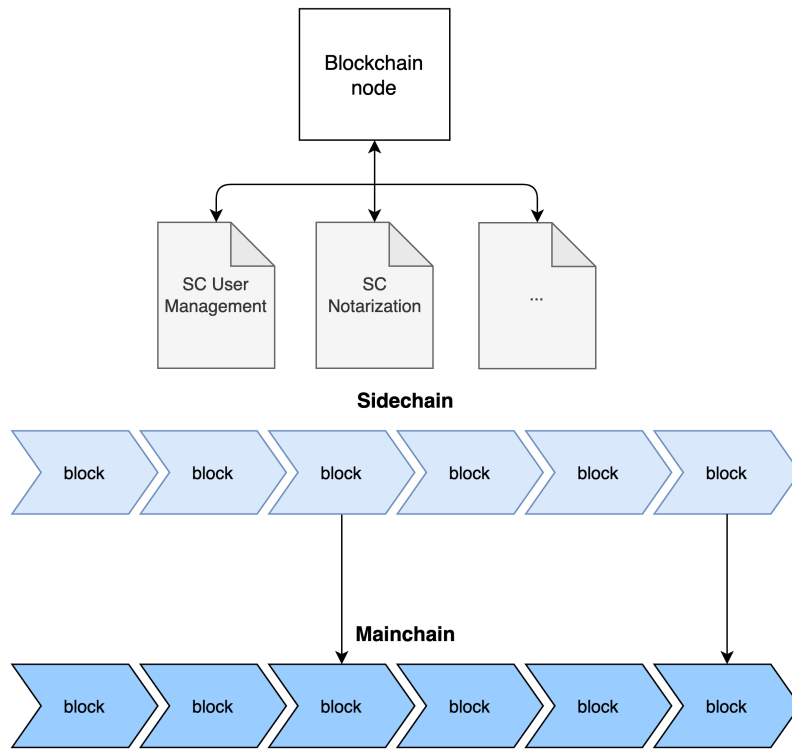 Blockchain
node
SC User
Management
SC
Notarization
...
Sidechain
block
block
block
block
block
block
Mainchain
block
block
block
block
block
block